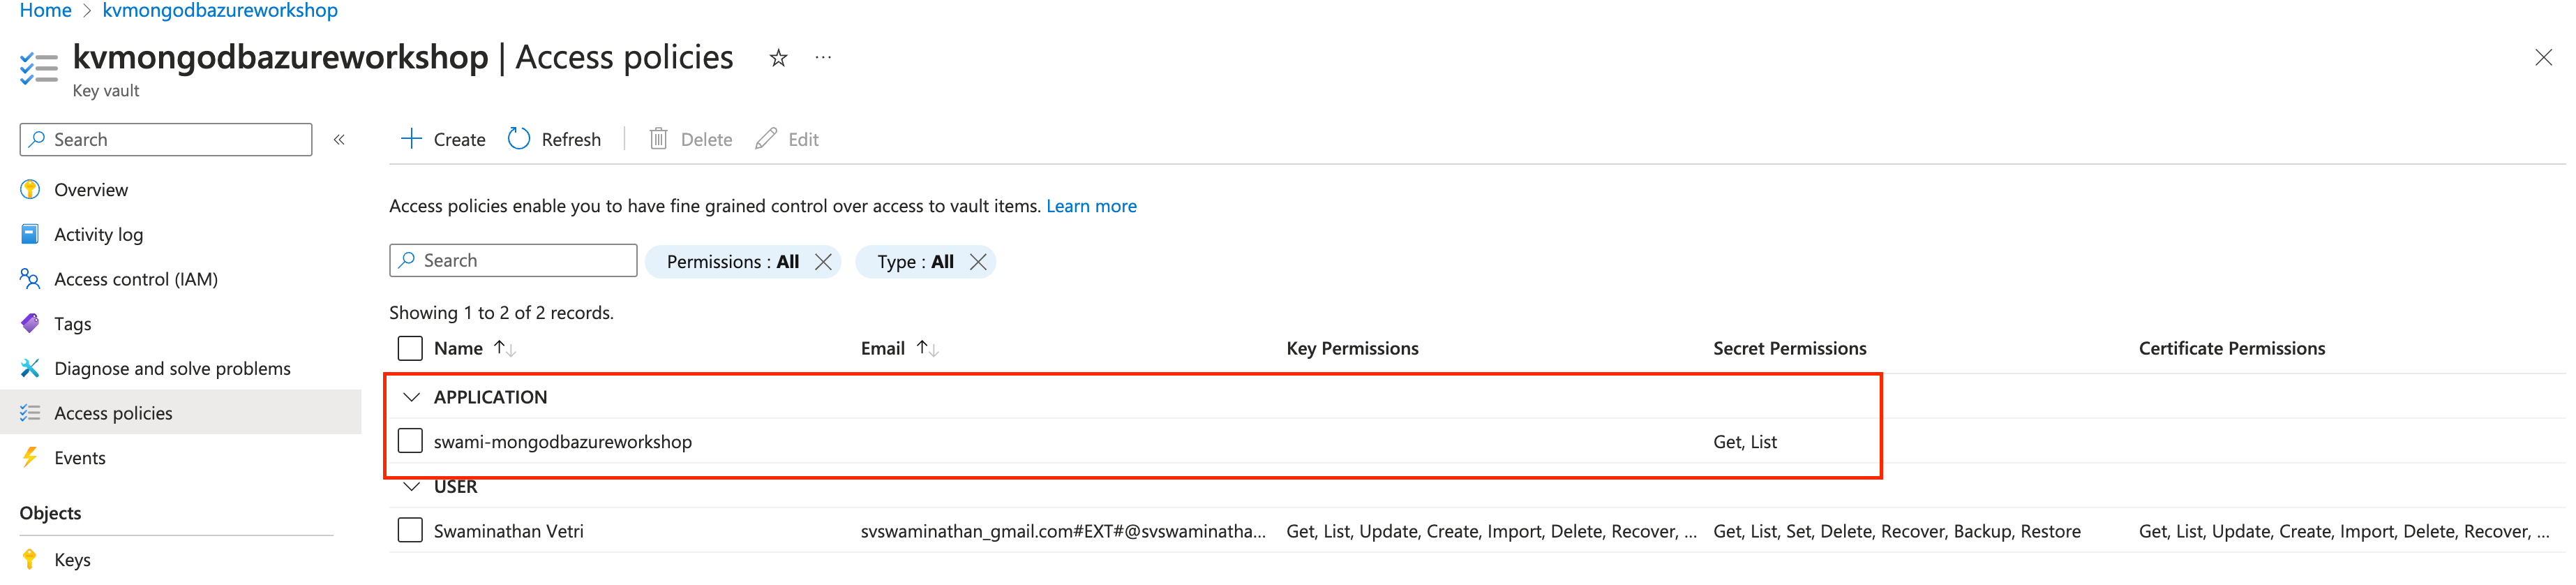 Home > kvmongodbazureworkshop
kvmongodbazureworkshop | Access policies ☆ ...
Key vault
Search «
Create Refresh Delete Edit
Overview
Activity log
Access control (IAM)
Tags
Diagnose and solve problems
Access policies
Events
Objects
Keys
Access policies enable you to have fine grained control over access to vault items. Learn more
Search Permissions : All Type : All
Showing 1 to 2 of 2 records.
Name ↑↓ Email ↑↓ Key Permissions Secret Permissions Certificate Permissions
APPLICATION
swami-mongodbazureworkshop Get, List
USER
Swaminathan Vetri svswaminathan_gmail.com#EXT#@svswaminatha... Get, List, Update, Create, Import, Delete, Recover, ... Get, List, Set, Delete, Recover, Backup, Restore Get, List, Update, Create, Import, Delete, Recover, ...